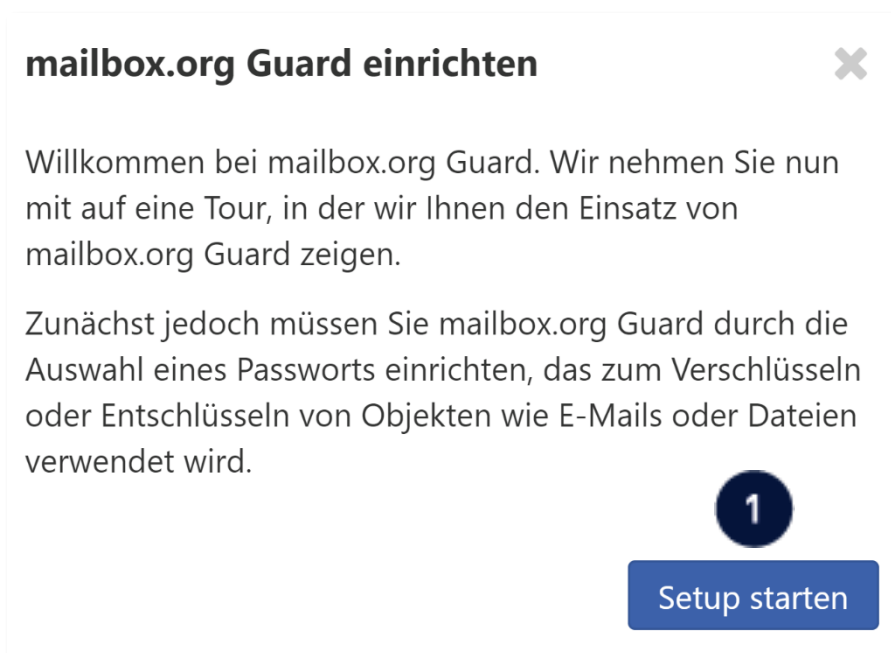 mailbox.org Guard einrichten
Willkommen bei mailbox.org Guard. Wir nehmen Sie nun
mit auf eine Tour, in der wir Ihnen den Einsatz von
mailbox.org Guard zeigen.
Zunächst jedoch müssen Sie mailbox.org Guard durch die
Auswahl eines Passworts einrichten, das zum Verschlüsseln
oder Entschlüsseln von Objekten wie E-Mails oder Dateien
verwendet wird.
1
Setup starten